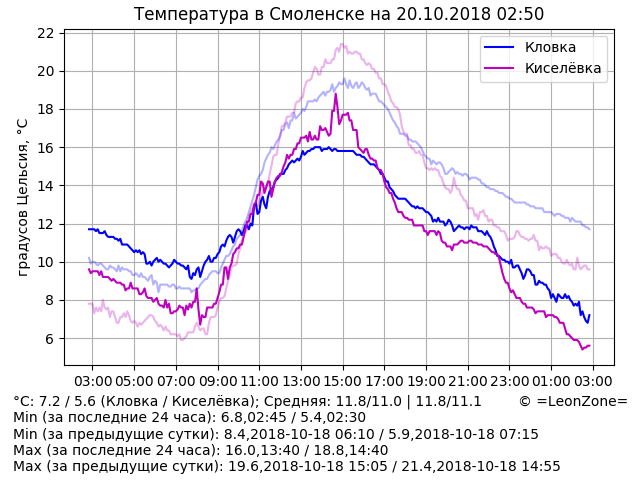 Температура в Смоленске на 20.10.2018 02:50
22
20
18
16
14
12
10
8
6
градусов Цельсия, °C
Кловка
Киселёвка
03:00 05:00 07:00 09:00 11:00 13:00 15:00 17:00 19:00 21:00 23:00 01:00 03:00
°C: 7.2 / 5.6 (Кловка / Киселёвка); Средняя: 11.8/11.0 | 11.8/11.1 © =LeonZone=
Min (за последние 24 часа): 6.8,02:45 / 5.4,02:30
Min (за предыдущие сутки): 8.4,2018-10-18 06:10 / 5.9,2018-10-18 07:15
Max (за последние 24 часа): 16.0,13:40 / 18.8,14:40
Max (за предыдущие сутки): 19.6,2018-10-18 15:05 / 21.4,2018-10-18 14:55